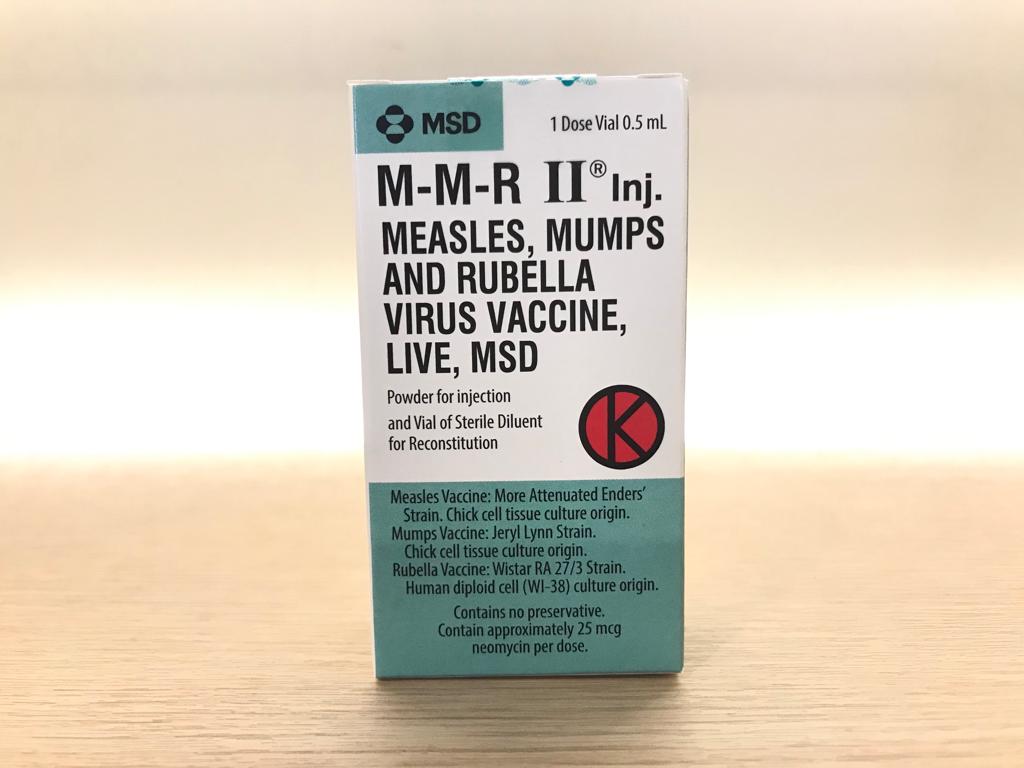 MSD
1 Dose Vial 0.5 mL
M-M-R II® Inj.
MEASLES, MUMPS
AND RUBELLA
VIRUS VACCINE,
LIVE, MSD
Powder for injection
and Vial of Sterile Diluent
for Reconstitution
K
Measles Vaccine: More Attenuated Enders'
Strain. Chick cell tissue culture origin.
Mumps Vaccine: Jeryl Lynn Strain.
Chick cell tissue culture origin.
Rubella Vaccine: Wistar RA 27/3 Strain.
Human diploid cell (WI-38) culture origin.
Contains no preservative.
Contain approximately 25 mcg
neomycin per dose.